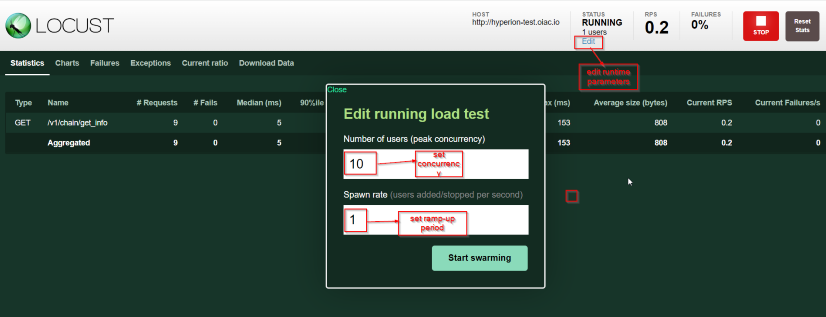 LOCUST
HOST
http://hyperion-test.oiac.io
STATUS
RUNNING
1 users
Edit
RPS
0.2
FAILURES
0%
STOP
Reset
Stats
edit runtime
parameters
Statistics Charts Failures Exceptions Current ratio Download Data
Type Name # Requests # Fails Median (ms) 90%ile ax (ms) Average size (bytes) Current RPS Current Failures/s
GET /v1/chain/get_info 9 0 5 153 808 0.2 0
Aggregated 9 0 5 153 808 0.2 0
Close
Edit running load test
Number of users (peak concurrency)
10
set
concurrenc
y
Spawn rate (users added/stopped per second)
1
set ramp-up
period
Start swarming